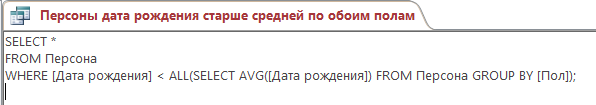 Персоны дата рождения старше средней по обоим полам
SELECT *
FROM Персона
WHERE [Дата рождения] < ALL(SELECT AVG([Дата рождения]) FROM Персона GROUP BY [Пол]);